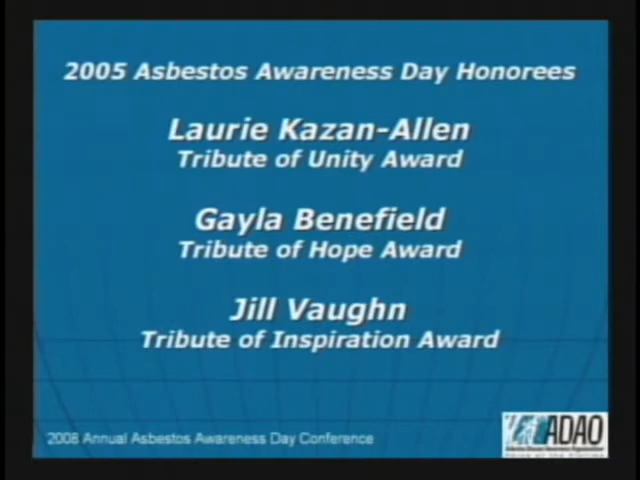 2005 Asbestos Awareness Day Honorees
Laurie Kazan-Allen
Tribute of Unity Award
Gayla Benefield
Tribute of Hope Award
Jill Vaughn
Tribute of Inspiration Award
2008 Annual Asbestos Awareness Day Conference
ADAO